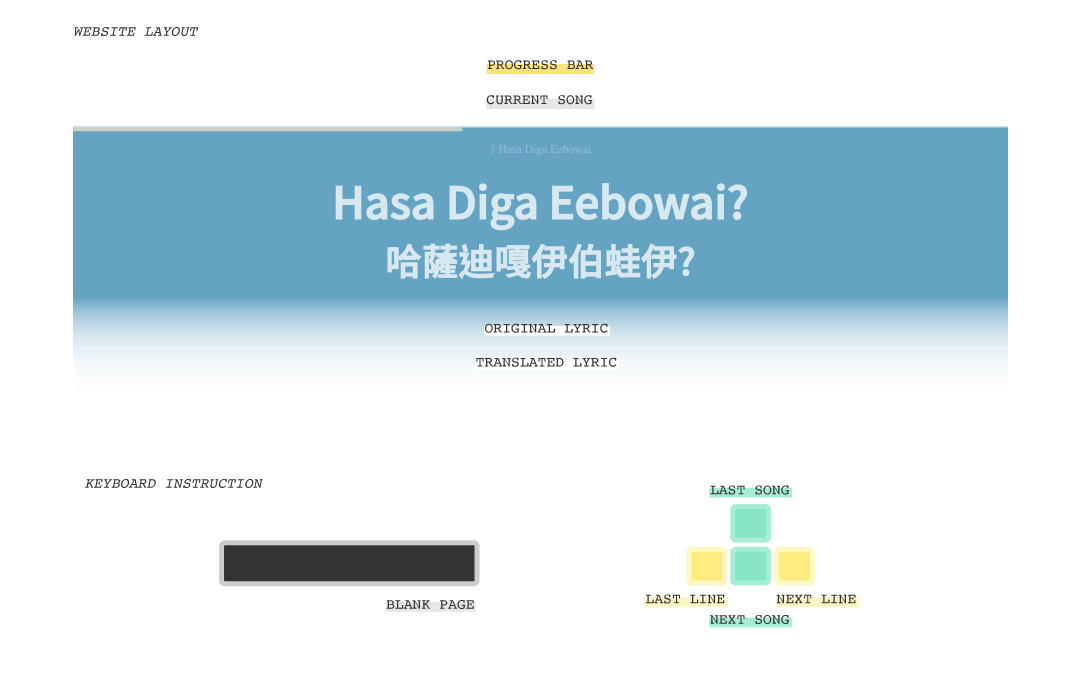 WEBSITE LAYOUT
PROGRESS BAR
CURRENT SONG
1 Hasa Diga Eebowai
Hasa Diga Eebowai?
哈薩迪嘎伊伯蛙伊?
ORIGINAL LYRIC
TRANSLATED LYRIC
KEYBOARD INSTRUCTION
BLANK PAGE
LAST SONG
LAST LINE NEXT LINE
NEXT SONG